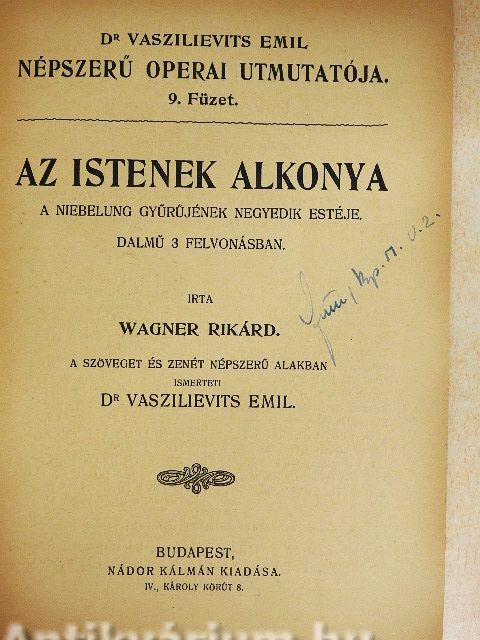 Dr VASZILIEVITS EMIL
NÉPSZERŰ OPERAI UTMUTATÓJA.
9. Füzet.
AZ ISTENEK ALKONYA
A NIEBELUNG GYŰRŰJÉNEK NEGYEDIK ESTÉJE.
DALMŰ 3 FELVONÁSBAN.
IRTA
WAGNER RIKÁRD.
A SZÖVEGET ÉS ZENÉT NÉPSZERŰ ALAKBAN
ISMERTETI
Dr VASZILIEVITS EMIL.
BUDAPEST,
NÁDOR KÁLMÁN KIADÁSA.
IV., KÁROLY KÖRÚT 8.
Antikvárium.hu